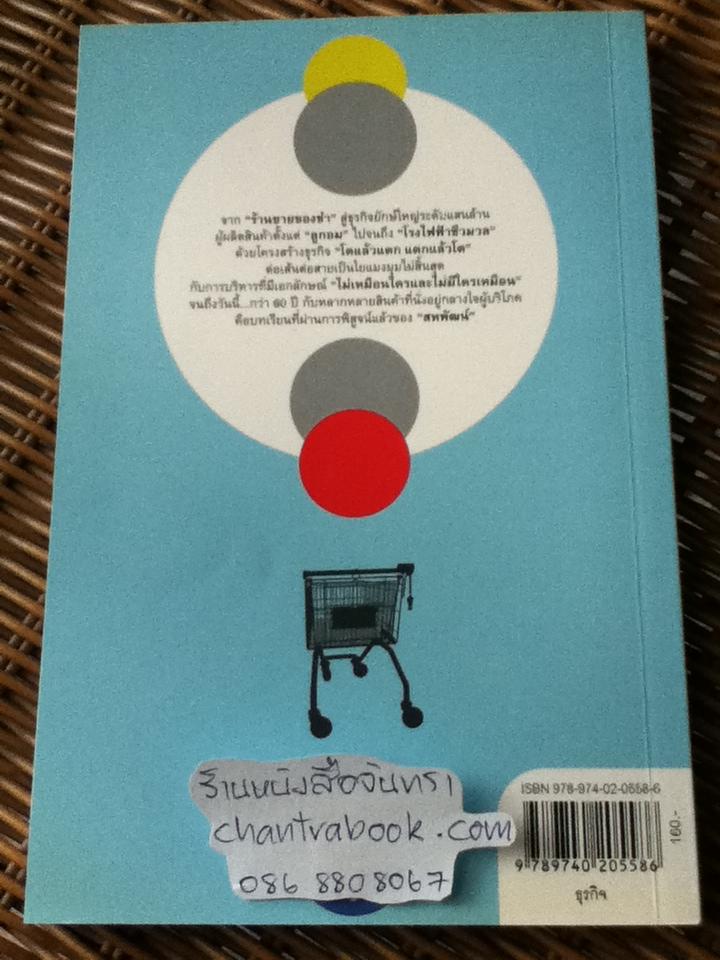 จาก "ร้านขายของชำ" สู่ธุรกิจยักษ์ใหญ่ระดับแสนล้าน
ผู้ผลิตสินค้าตั้งแต่ "ลูกอม" ไปจนถึง "โรงไฟฟ้าชีวมวล"
ด้วยโครงสร้างธุรกิจ "โตแล้วแตก แตกแล้วโต"
ต่อเส้นต่อสายเป็นใยแมงมุมไม่สิ้นสุด
กับการบริหารที่มีเอกลักษณ์ "ไม่เหมือนใครและไม่มีใครเหมือน"
จนถึงวันนี้...กว่า 60 ปี กับหลากหลายสินค้าที่นั่งอยู่กลางใจผู้บริโภค
คือบทเรียนที่ผ่านการพิสูจน์แล้วของ "สหพัฒน์"
ร้านหนังสือจันทรา
chantrabook.com
086 8808067
ISBN 978-974-02-0558-6
9 789740 205586
160.-
ธุรกิจ